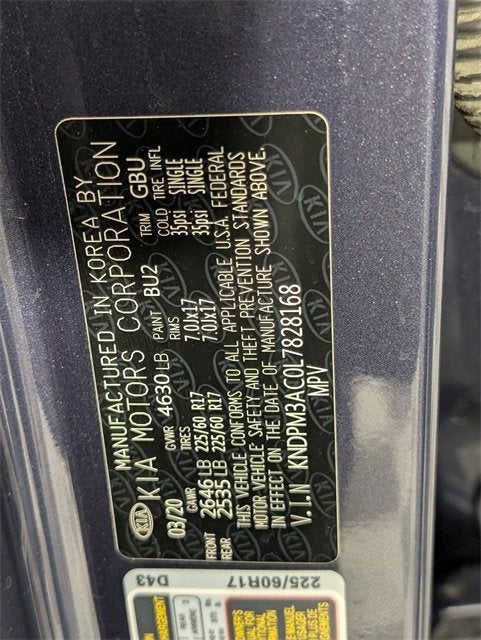 MANUFACTURED IN KOREA BY
KIA KIA MOTORS CORPORATION
03/20 GVWR 4630 LB PAINT BU2 TRIM GBU
GAWR TIRES RIMS COLD TIRE INFL
FRONT 2646 LB 225/60 R17 7.0Jx17 35psi SINGLE
REAR 2535 LB 225/60 R17 7.0Jx17 35psi SINGLE
THIS VEHICLE CONFORMS TO ALL APPLICABLE U.S.A FEDERAL
MOTOR VEHICLE SAFETY AND THEFT PREVENTION STANDARDS
IN EFFECT ON THE DATE OF MANUFACTURE SHOWN ABOVE.
V.I.N KNDPM3AC0L7828168
MPV
D43
225/60R17